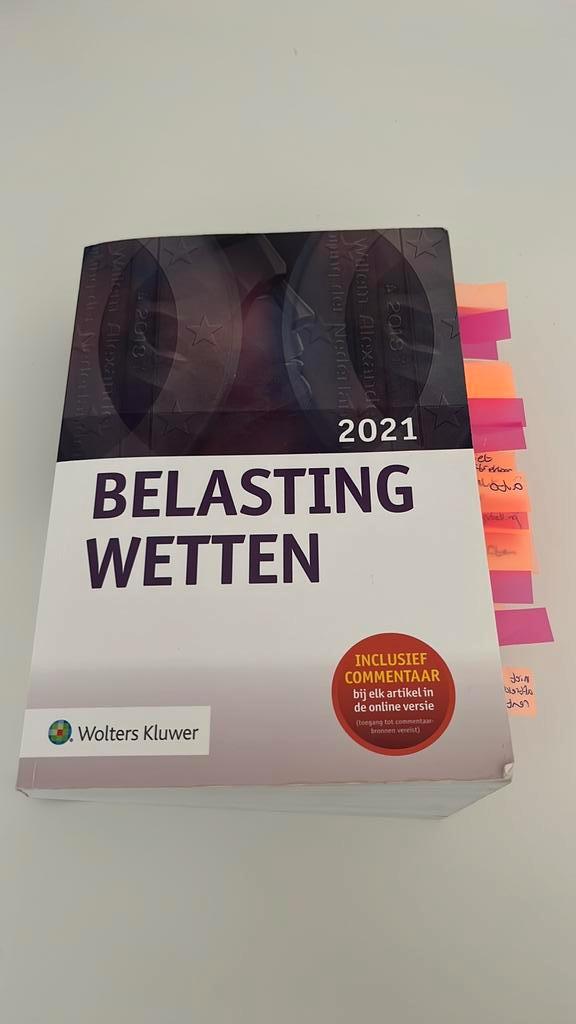 2021
BELASTING
WETTEN
INCLUSIEF
COMMENTAAR
bij elk artikel in
de online versie
(toegang tot commentaar-
bronnen vereist)
Wolters Kluwer